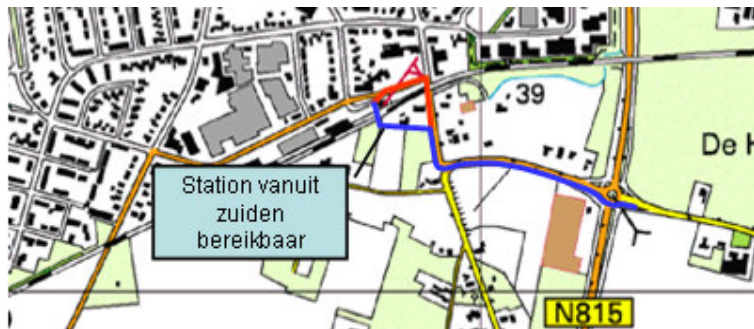 39
De H
Station vanuit
zuiden
bereikbaar
N815